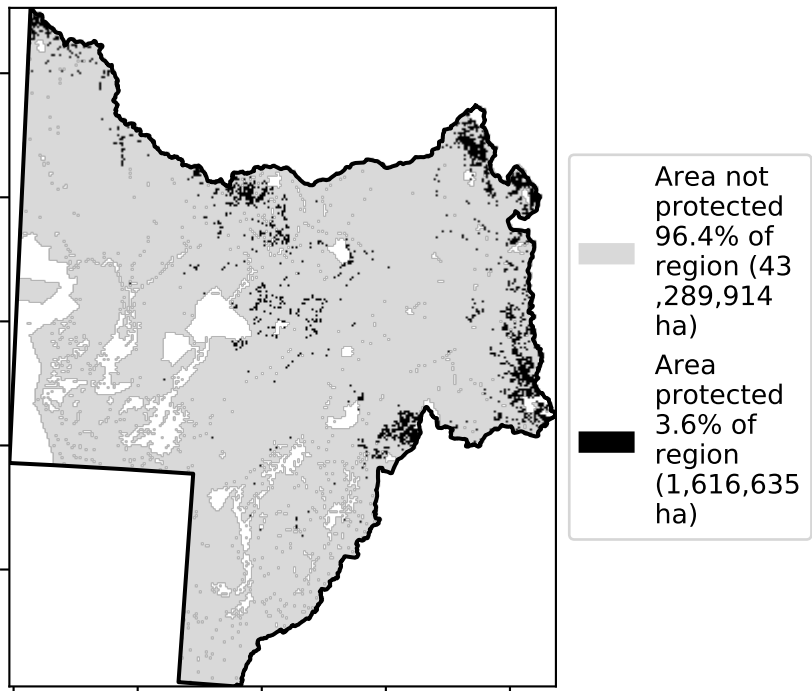 Area not
protected
96.4% of
region (43
,289,914
ha)
Area
protected
3.6% of
region
(1,616,635
ha)